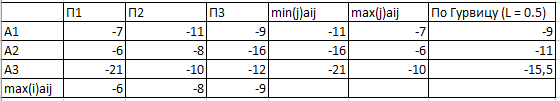 П1 П2 П3 min(j)aij max(j)aij По Гурвицу (L = 0.5)
A1 -7 -11 -9 -11 -7 -9
A2 -6 -8 -16 -16 -6 -11
A3 -21 -10 -12 -21 -10 -15,5
max(i)aij -6 -8 -9